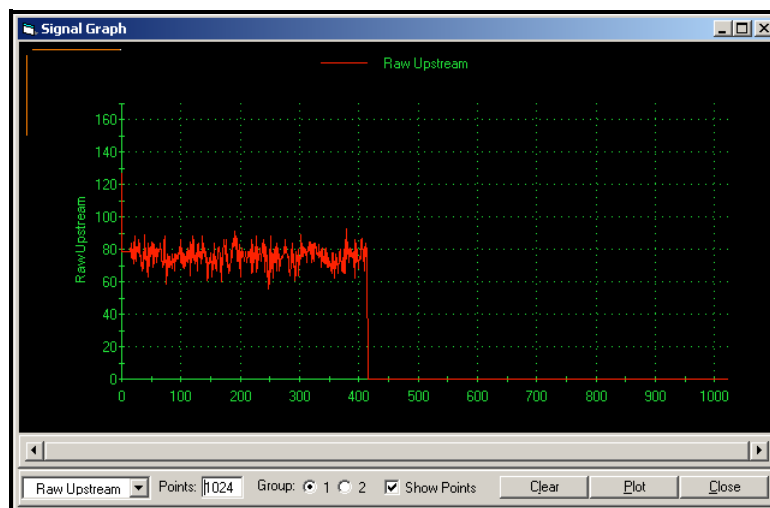 Signal Graph
Raw Upstream
160
140
120
100
80
60
40
20
0
Raw Upstream
0 100 200 300 400 500 600 700 800 900 1000
Raw Upstream Points: 1024 Group: 1 2 Show Points Clear Plot Close